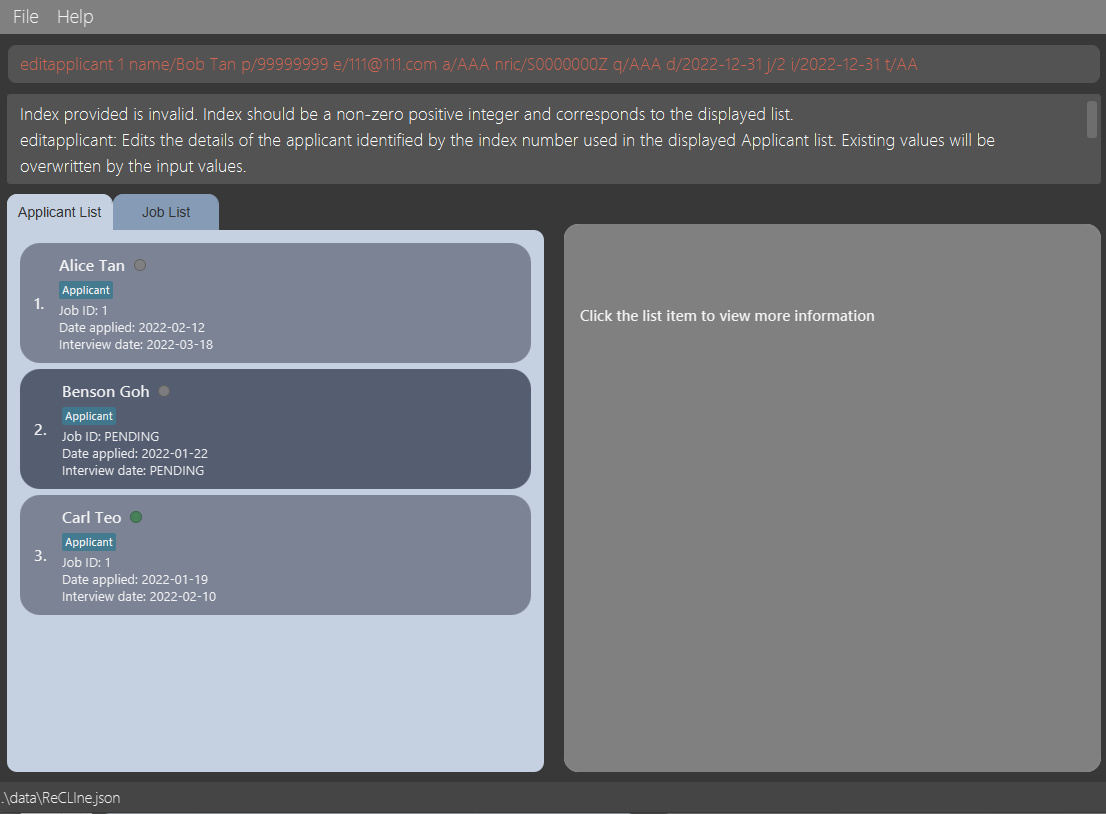 File Help
editapplicant 1 name/Bob Tan p/99999999 e/111@111.com a/AAA nric/S0000000Z q/AAA d/2022-12-31 j/2 i/2022-12-31 t/AA
Index provided is invalid. Index should be a non-zero positive integer and corresponds to the displayed list.
editapplicant: Edits the details of the applicant identified by the index number used in the displayed Applicant list. Existing values will be
overwritten by the input values.
Applicant List Job List
Alice Tan
Applicant
1.
Job ID: 1
Date applied: 2022-02-12
Interview date: 2022-03-18
Click the list item to view more information
Benson Goh
Applicant
2.
Job ID: PENDING
Date applied: 2022-01-22
Interview date: PENDING
Carl Teo
Applicant
3.
Job ID: 1
Date applied: 2022-01-19
Interview date: 2022-02-10
.\data\ReCLIne.json